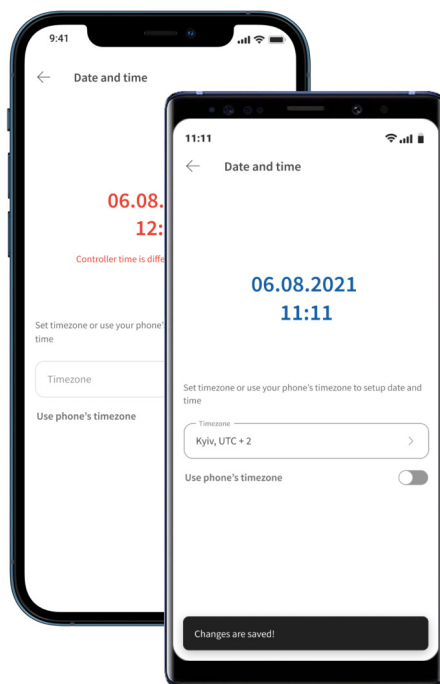 9:41
Date and time
06.08.
12:
Controller time is diffe
Set timezone or use your phone's
time
Timezone
Use phone's timezone
11:11
Date and time
06.08.2021
11:11
Set timezone or use your phone's timezone to setup date and
time
Timezone
Kyiv, UTC + 2
Use phone's timezone
Changes are saved!